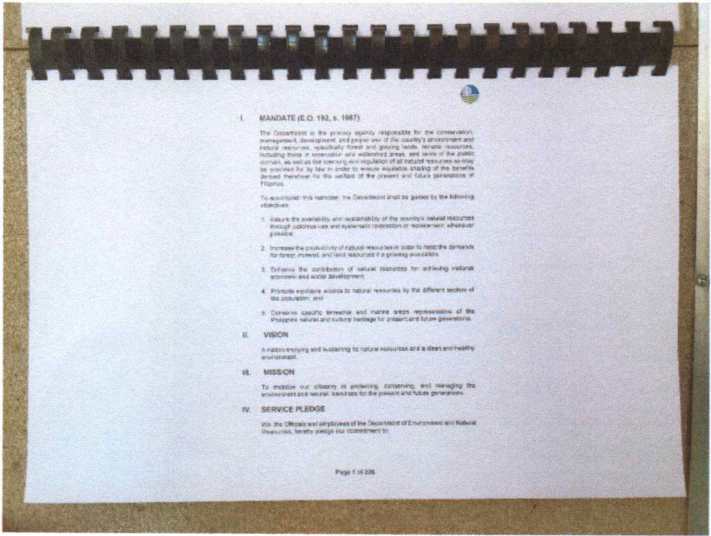 I. MANDATE (E.O. 192, s. 1987)
The Department is the primary agency responsible for the conservation,
management, development, and proper use of the country's environment and
natural resources, specifically forest and grazing lands, mineral resources,
including those in reservation and watershed areas, and lands of the public
domain, as well as the licensing and regulation of all natural resources as may
be provided for by law in order to ensure equitable sharing of the benefits
derived therefrom for the welfare of the present and future generations of
Filipinos.
To accomplish this mandate, the Department shall be guided by the following
objectives:
1. Assure the availability and sustainability of the country's natural resources
through judicious use and systematic restoration or replacement, whenever
possible;
2. Increase the productivity of natural resources in order to meet the demands
for forest, mineral, and land resources if a growing population;
3. Enhance the contribution of natural resources for achieving national
economic and social development;
4. Promote equitable access to natural resources by the different sectors of
the population; and
5. Conserve specific terrestrial and marine areas representative of the
Philippine natural and cultural heritage for present and future generations.
II. VISION
A nation enjoying and sustaining its natural resources and a clean and healthy
environment.
III. MISSION
To mobilize our citizenry in protecting, conserving, and managing the
environment and natural resources for the present and future generations.
IV. SERVICE PLEDGE
We, the Officials and employees of the Department of Environment and Natural
Resources, hereby pledge our commitment to:
Page 1 of